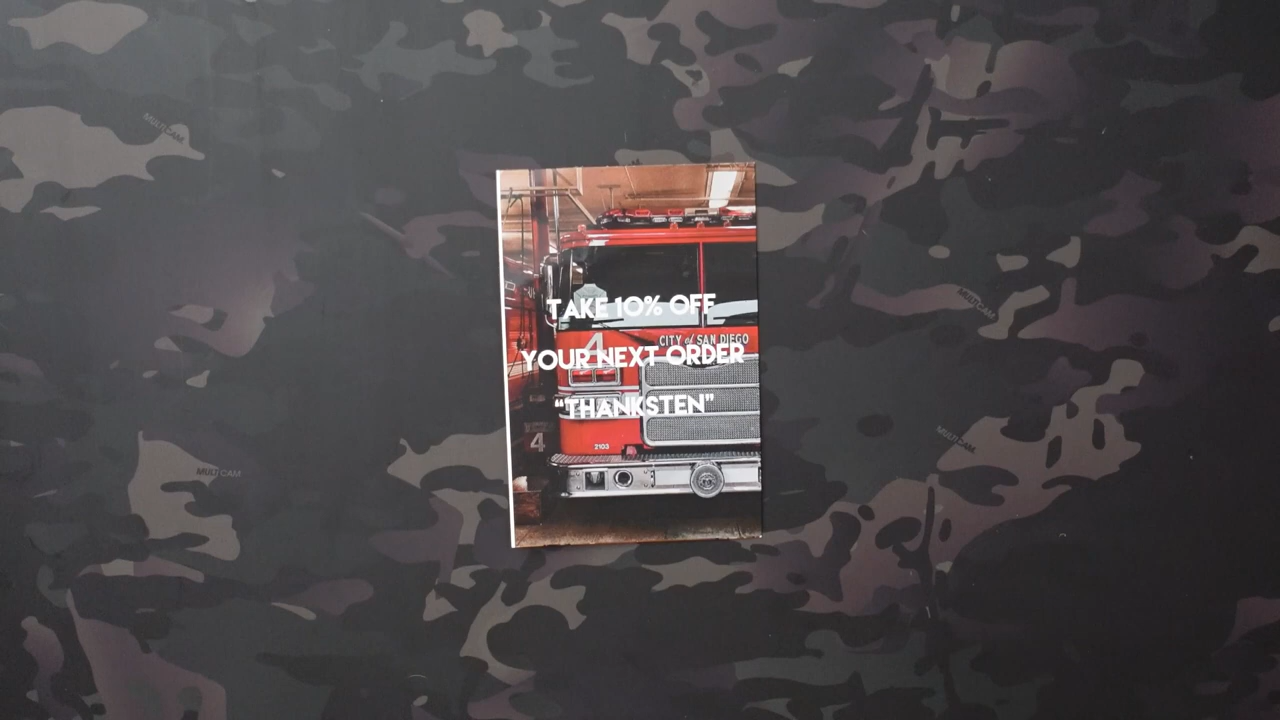 MULTICAM
TAKE 10% OFF
MULTICAM
CITY of SAN DIEGO
4
YOUR NEXT ORDER
"THANKSTEN"
4
2103
MULTICAM
MULTICAM